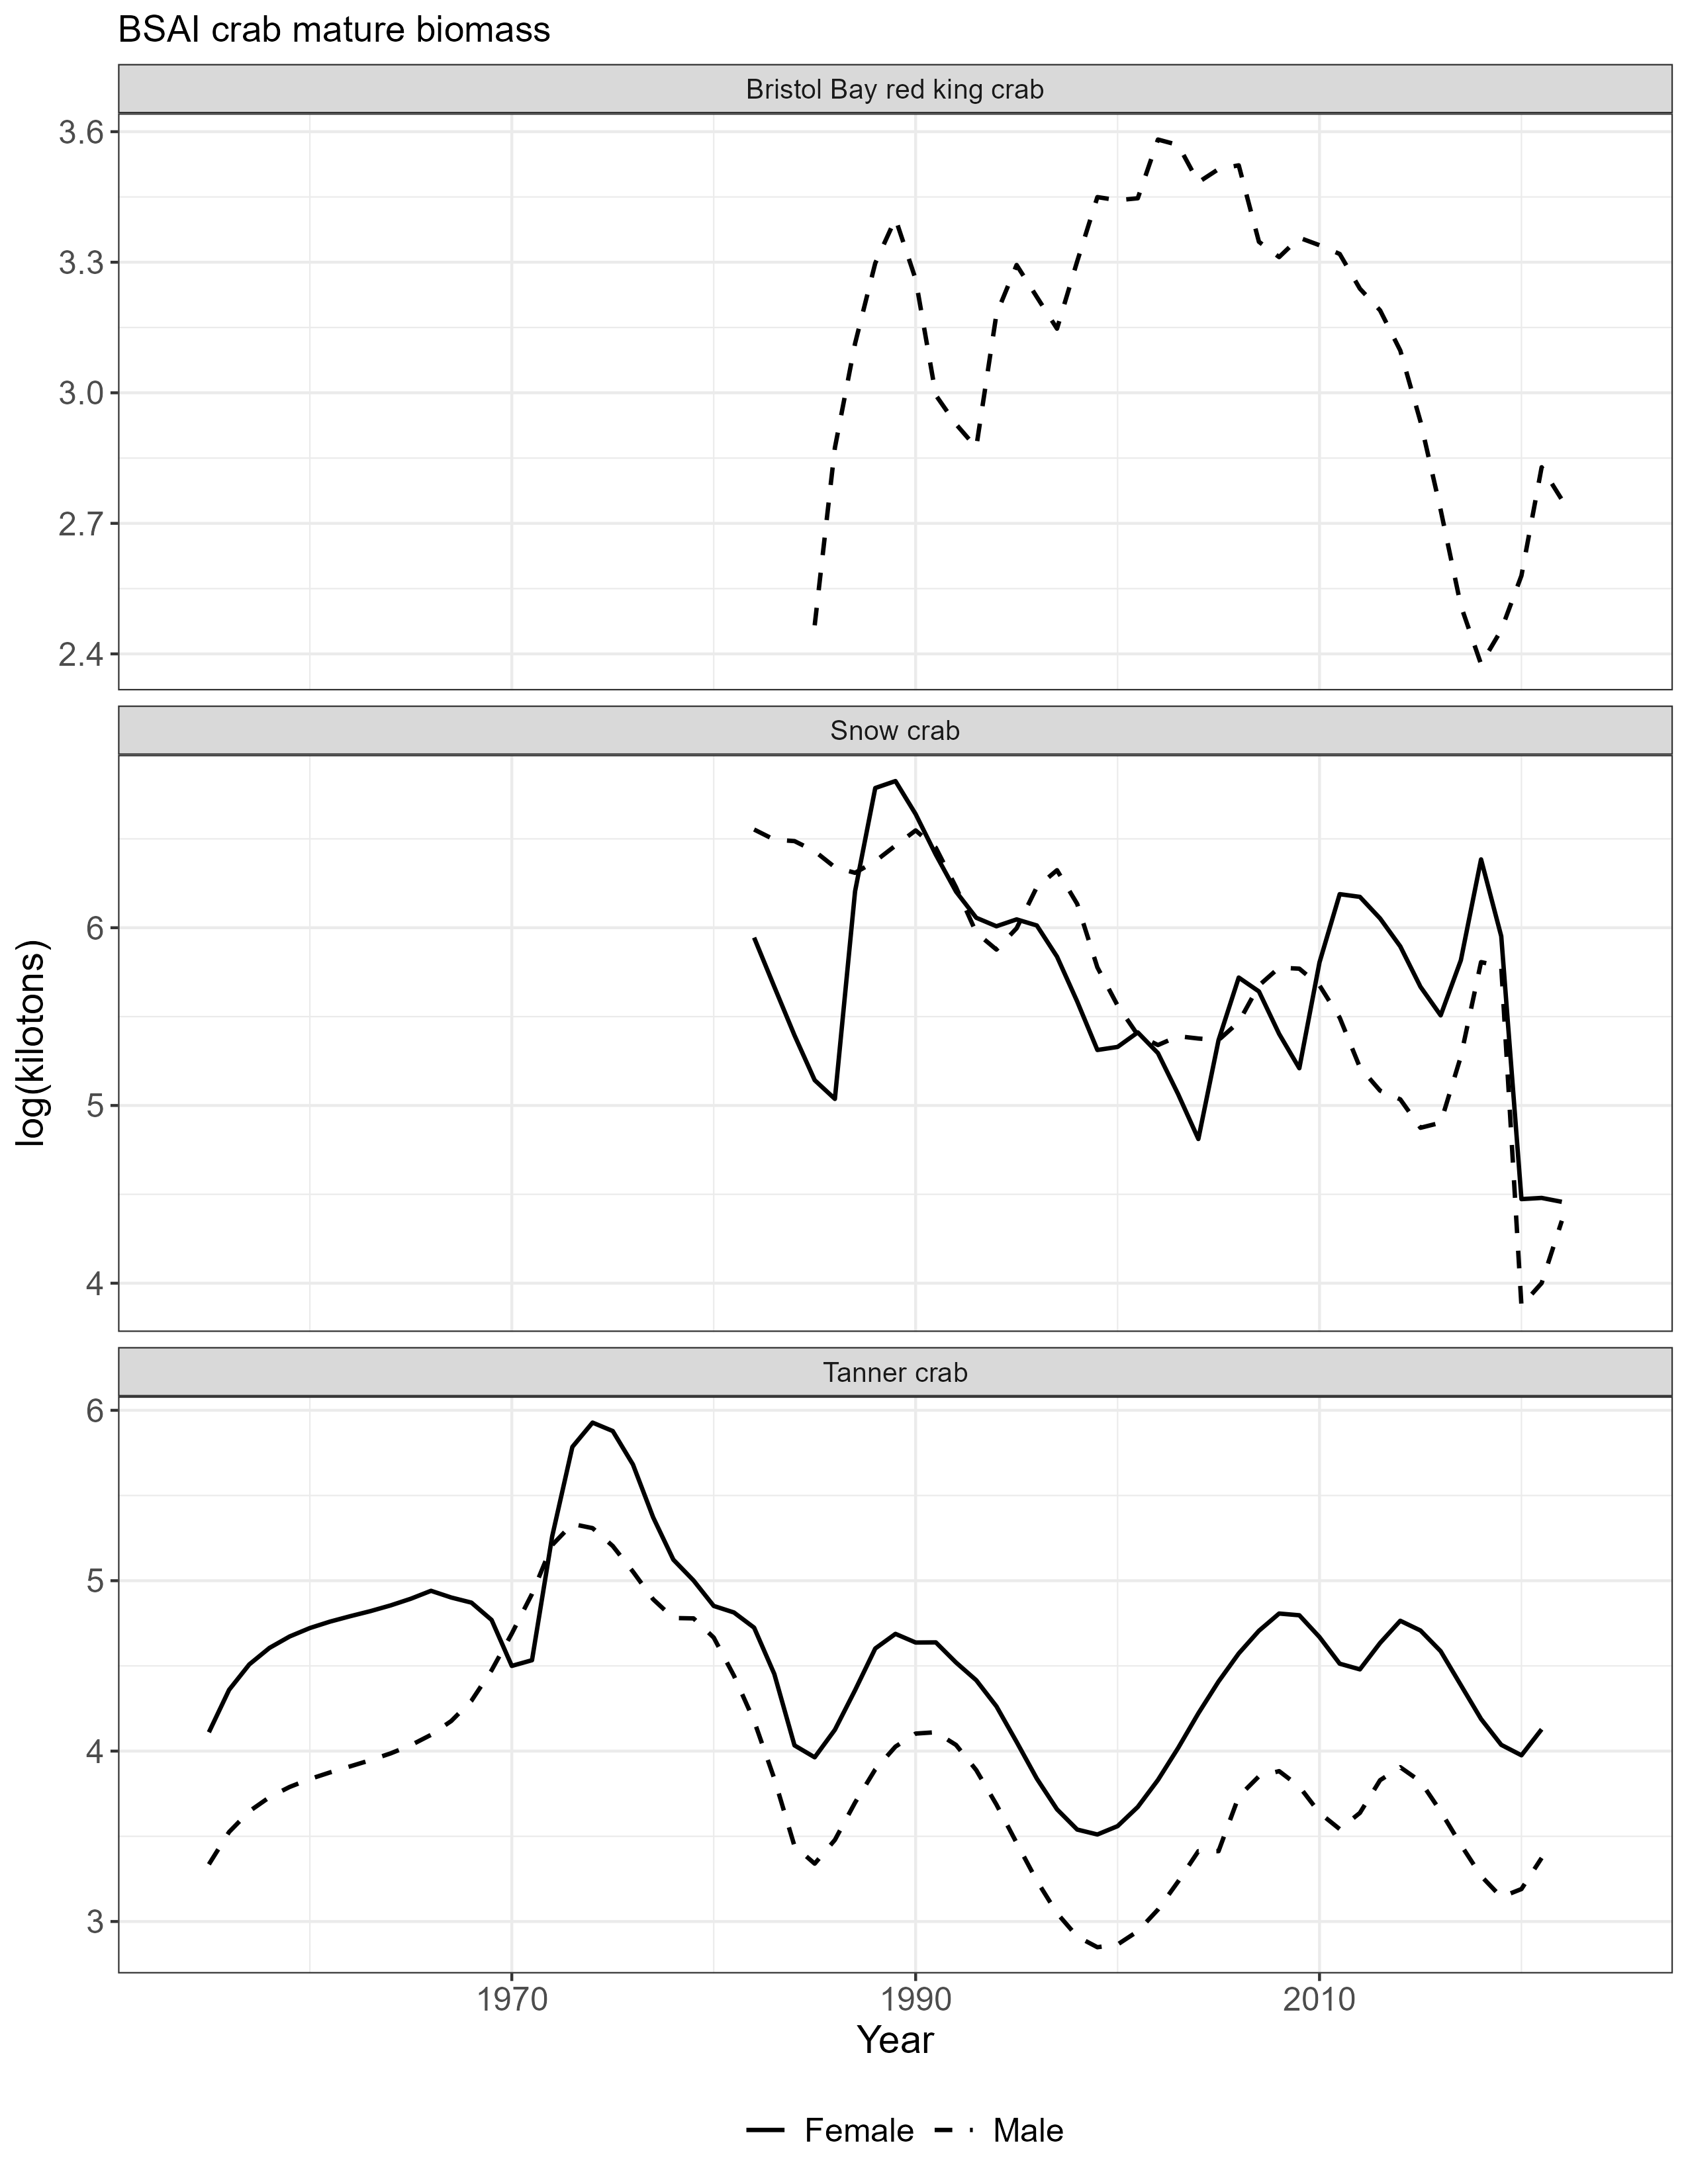 BSAI crab mature biomass
Bristol Bay red king crab
3.6
3.3
3.0
2.7
2.4
Snow crab
6
5
4
log(kilotons)
Tanner crab
6
5
4
3
1970 1990 2010
Year
Female Male